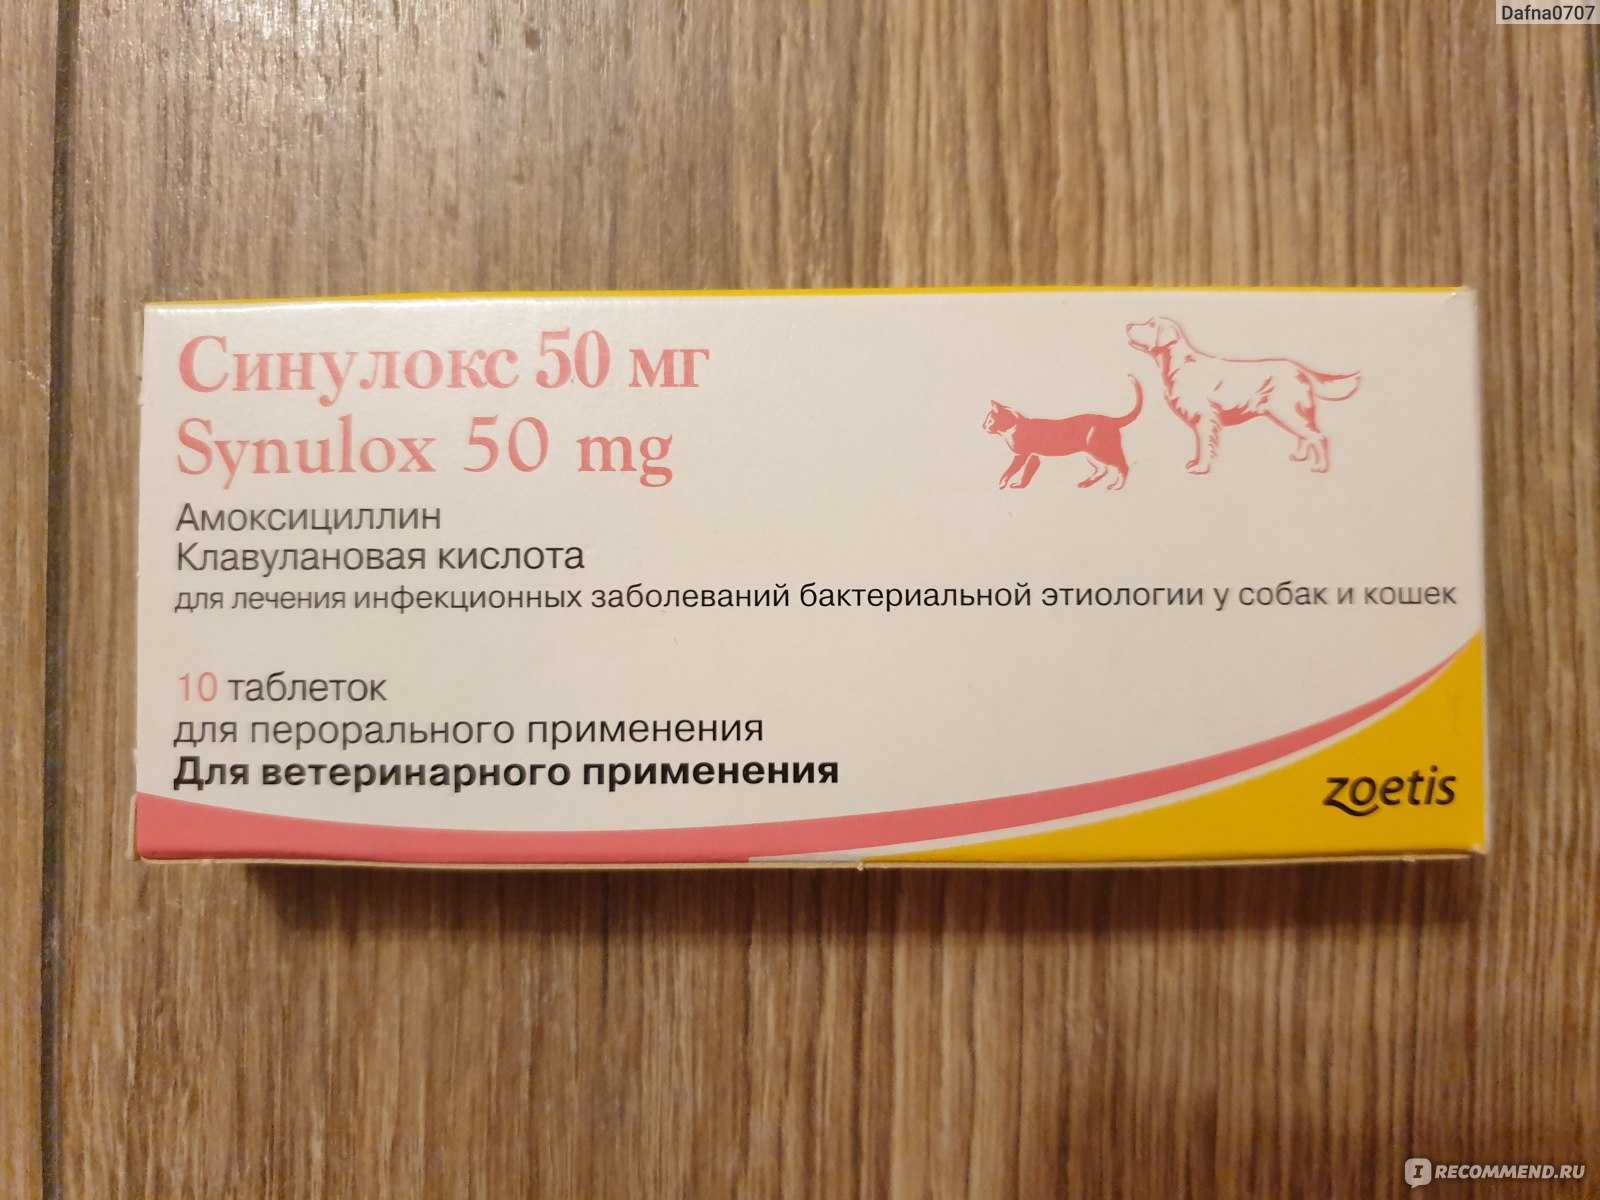 Dafna0707
Синулокс 50 мг
Synulox 50 mg
Амоксициллин
Клавулановая кислота
для лечения инфекционных заболеваний бактериальной этиологии у собак и кошек
10 таблеток
для перорального применения
Для ветеринарного применения
zoetis
IRECOMMEND.RU